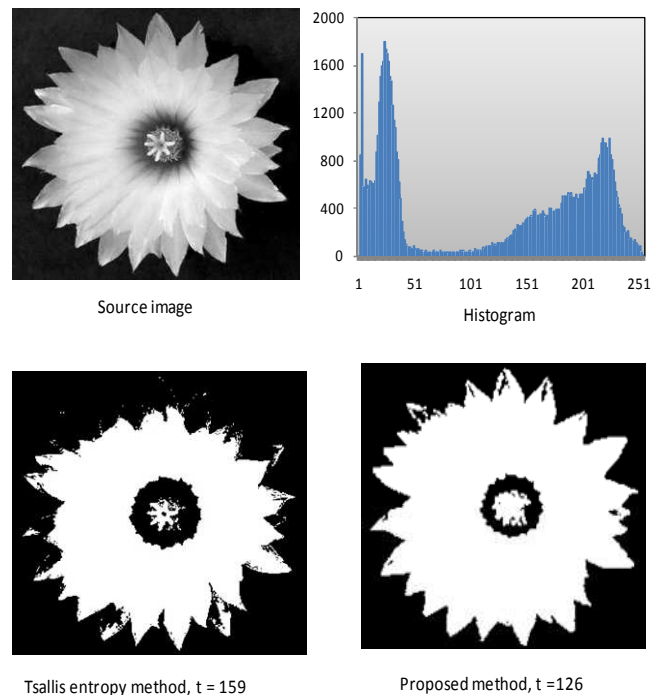 2000
1600
1200
800
400
0
1 51 101 151 201 251
Source image
Histogram
Tsallis entropy method, t = 159
Proposed method, t =126